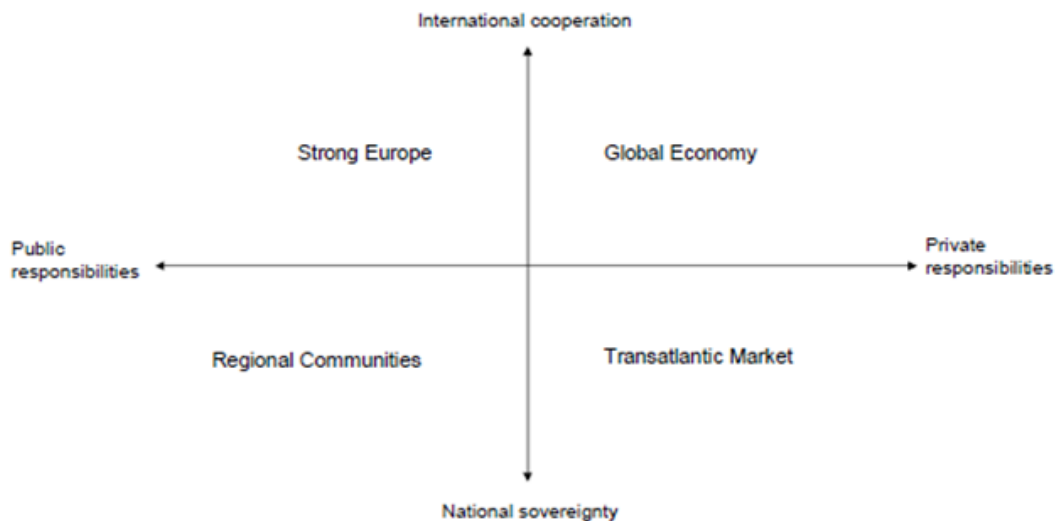 International cooperation
Strong Europe
Global Economy
Public
responsibilities
Private
responsibilities
Regional Communities
Transatlantic Market
National sovereignty